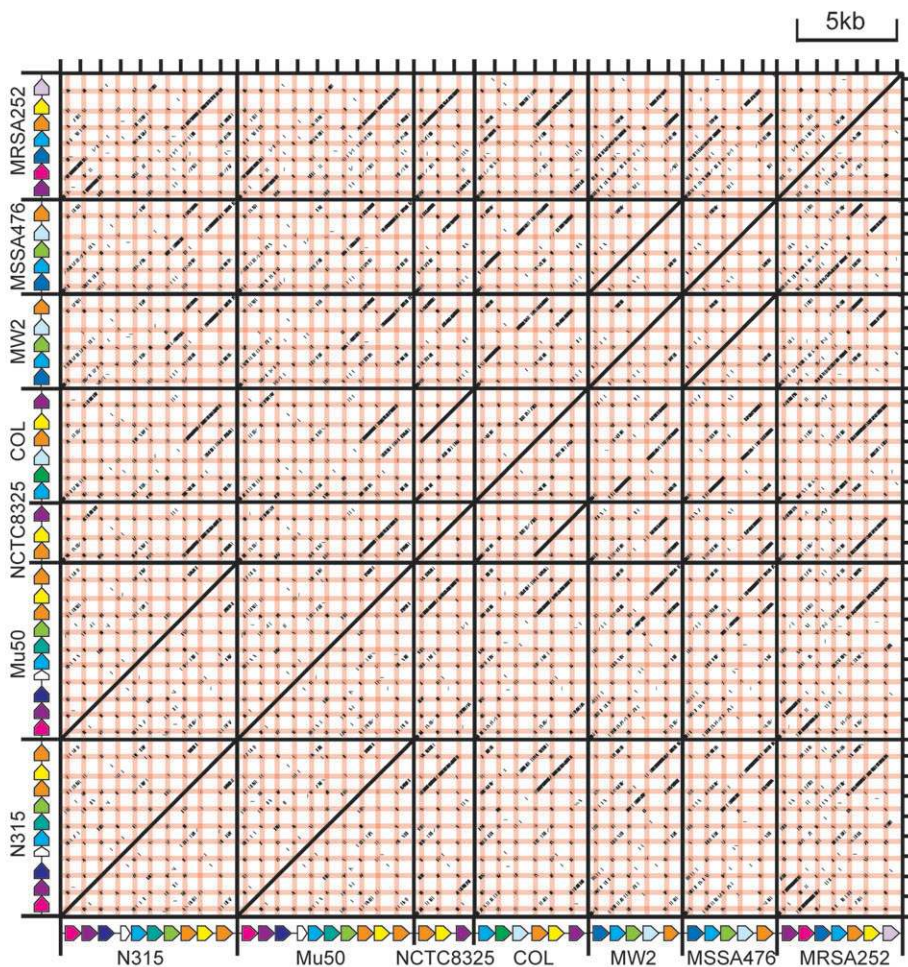 5kb
MRSA252
MSSA476
MW2
COL
NCTC8325
Mu50
N315
N315 Mu50 NCTC8325 COL MW2 MSSA476 MRSA252